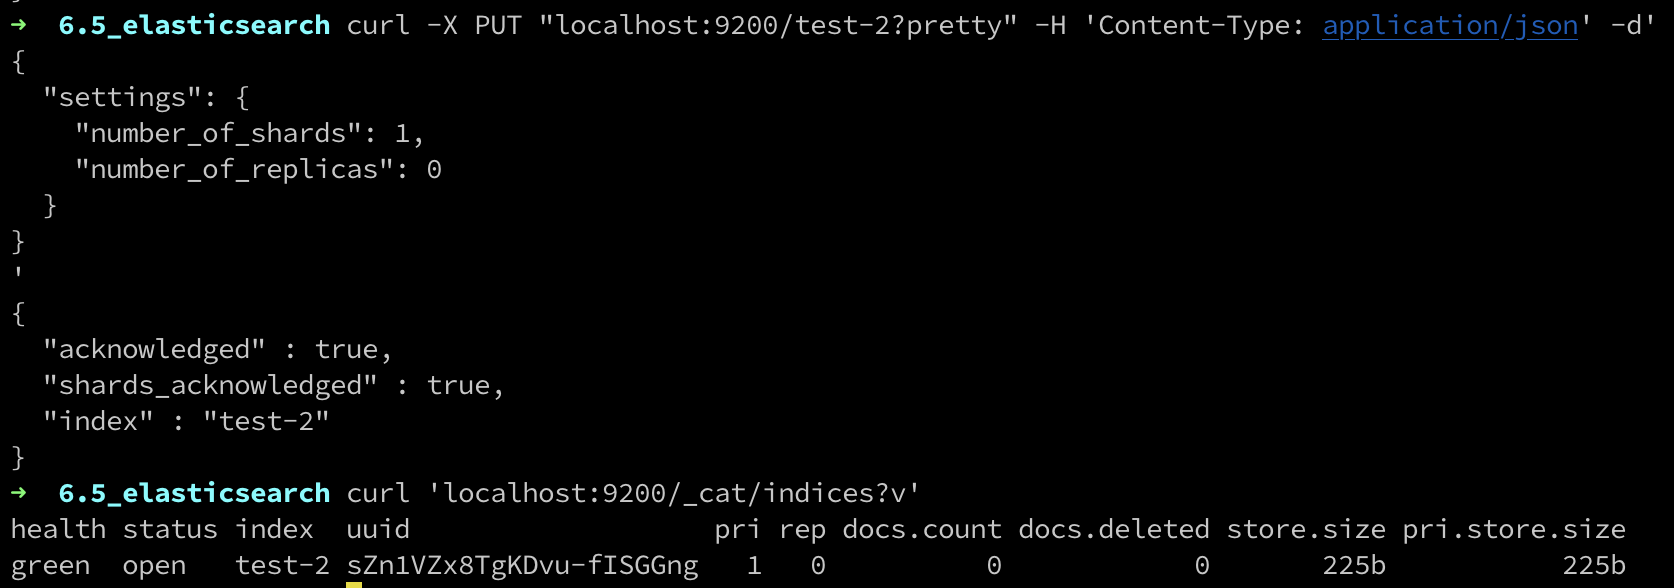 →  6.5_elasticsearch curl -X PUT "localhost:9200/test-2?pretty" -H 'Content-Type: application/json' -d'
{
  "settings": {
    "number_of_shards": 1,
    "number_of_replicas": 0
  }
}
'
{
  "acknowledged" : true,
  "shards_acknowledged" : true,
  "index" : "test-2"
}
→  6.5_elasticsearch curl 'localhost:9200/_cat/indices?v'
health status index  uuid                   pri rep docs.count docs.deleted store.size pri.store.size
green  open   test-2 sZn1VZx8TgKDvu-fISGGng   1   0          0            0       225b           225b